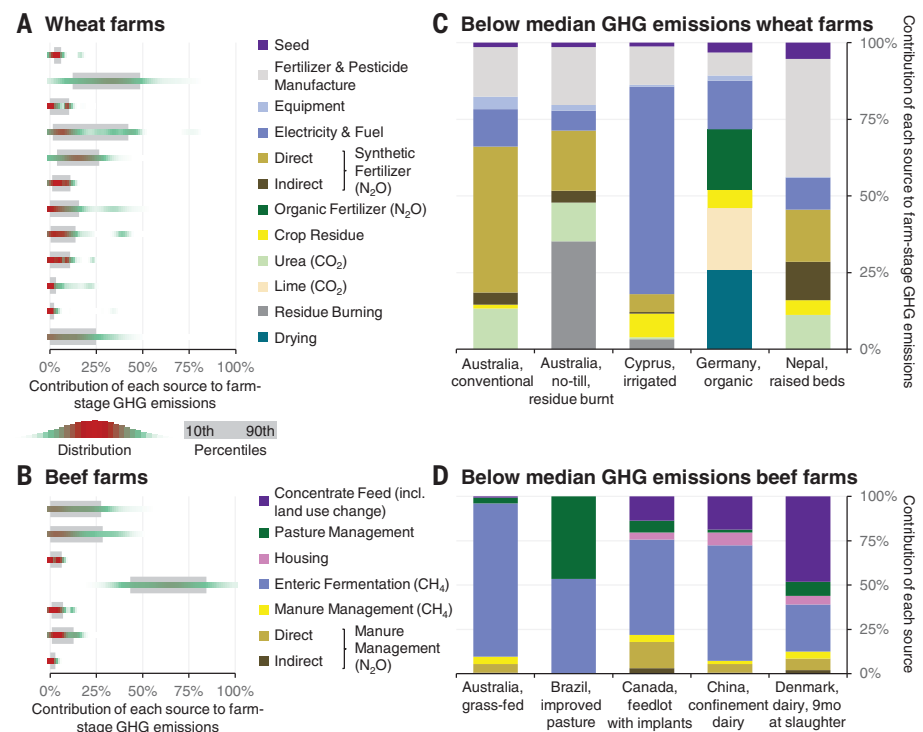 A Wheat farms
Seed
Fertilizer & Pesticide
Manufacture
Equipment
Electricity & Fuel
Direct
Indirect
Synthetic
Fertilizer
(N₂O)
Organic Fertilizer (N₂O)
Crop Residue
Urea (CO₂)
Lime (CO₂)
Residue Burning
Drying
0% 25% 50% 75% 100%
Contribution of each source to farm-
stage GHG emissions
Distribution
10th 90th
Percentiles
B Beef farms
Concentrate Feed (incl.
land use change)
Pasture Management
Housing
Enteric Fermentation (CH₄)
Manure Management (CH₄)
Direct
Indirect
Manure
Management
(N₂O)
0% 25% 50% 75% 100%
Contribution of each source to farm-
stage GHG emissions
C Below median GHG emissions wheat farms
100%
75%
50%
25%
0%
Contribution of each source to farm-stage GHG emissions
Australia,
conventional
Australia,
no-till,
residue burnt
Cyprus,
irrigated
Germany,
organic
Nepal,
raised beds
D Below median GHG emissions beef farms
100%
75%
50%
25%
0%
Contribution of each source
Australia,
grass-fed
Brazil,
improved
pasture
Canada,
feedlot
with implants
China,
confinement
dairy
Denmark,
dairy, 9mo
at slaughter